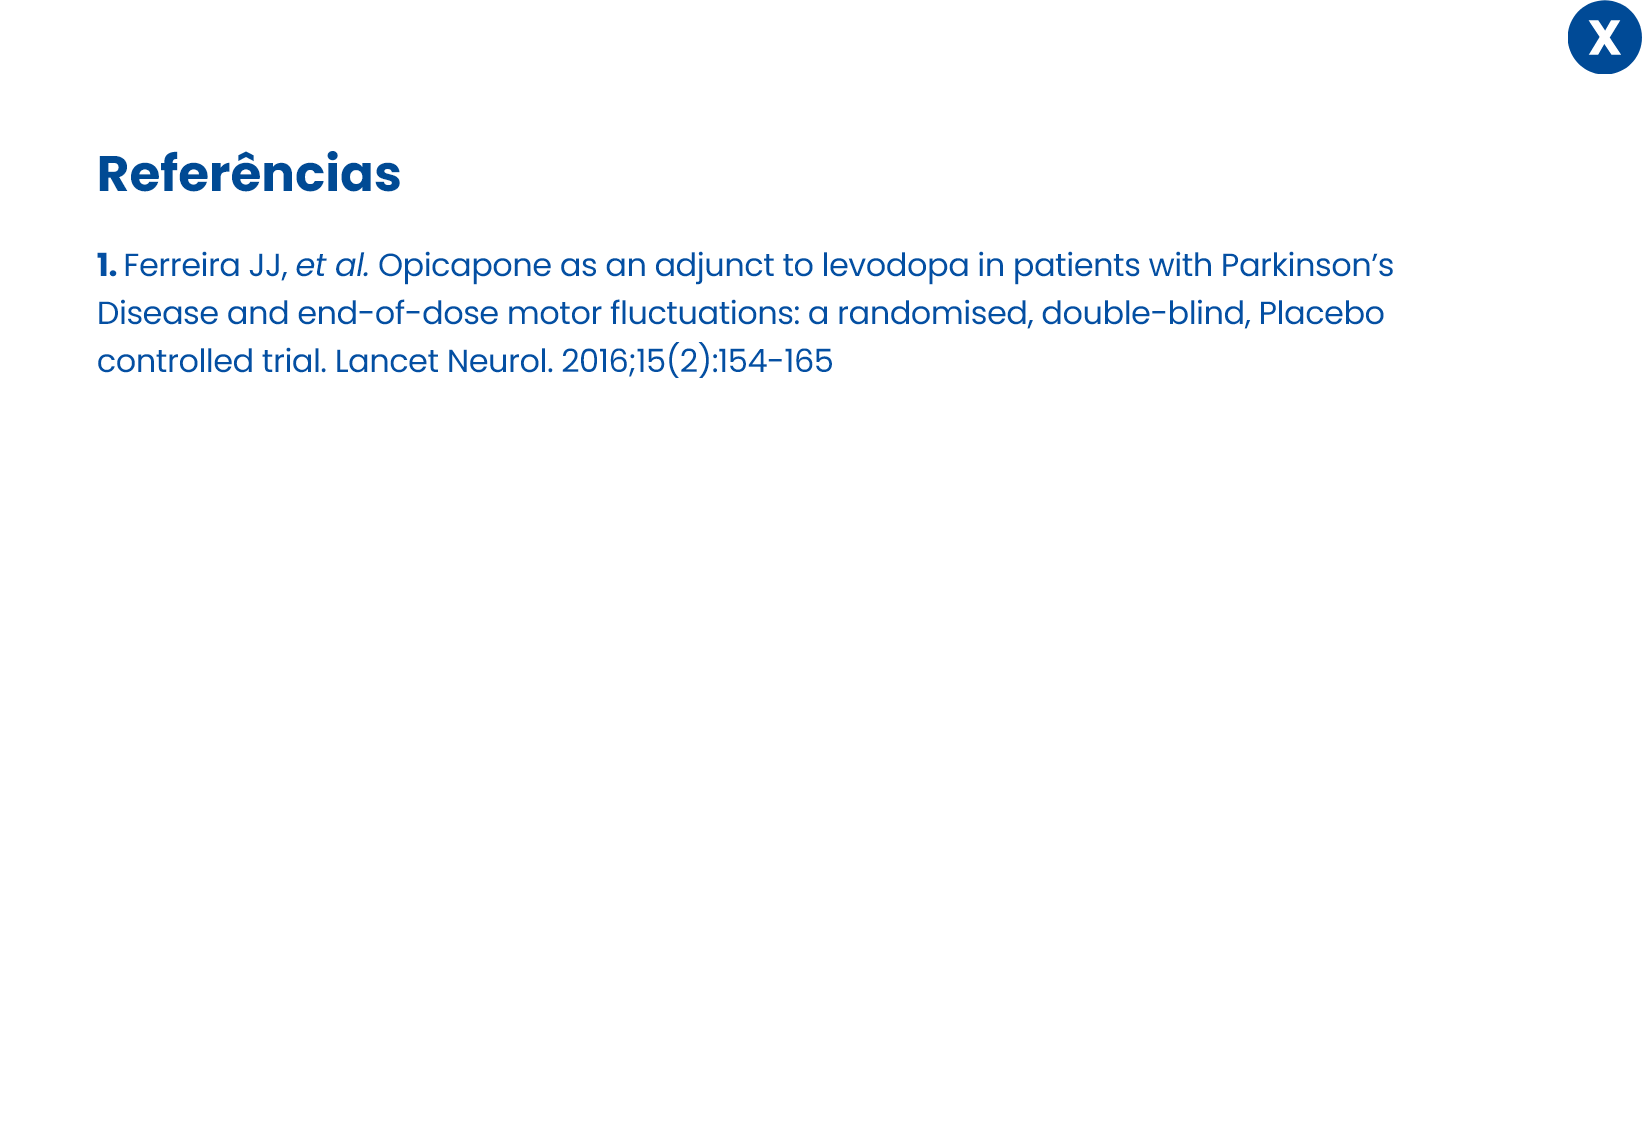 X
Referências
1. Ferreira JJ, et al. Opicapone as an adjunct to levodopa in patients with Parkinson’s
Disease and end-of-dose motor fluctuations: a randomised, double-blind, Placebo
controlled trial. Lancet Neurol. 2016;15(2):154-165